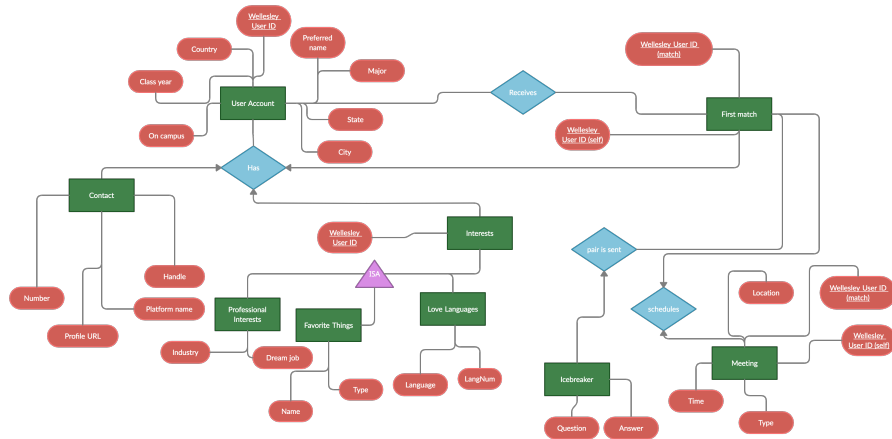 Wellesley
User ID
Preferred
name
Country
Wellesley User ID
(match)
Major
Class year
User Account
Receives
First match
State
On campus
Wellesley
User ID (self)
City
Has
Contact
Interests
Wellesley
User ID
pair is sent
ISA
Handle
Number
Platform name
Location
Wellesley User ID
(match)
schedules
Professional
Interests
Favorite Things
Love Languages
Profile URL
Wellesley
User ID (self)
Industry
Dream job
Meeting
Language
LangNum
Icebreaker
Type
Time
Name
Type
Question
Answer